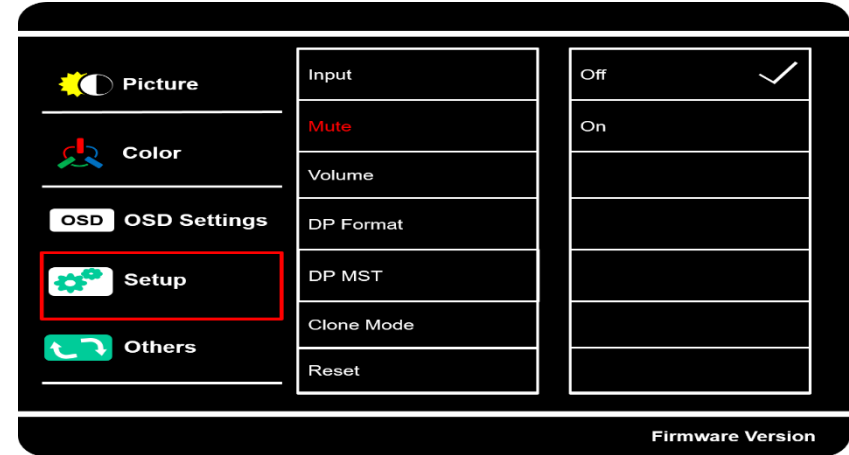 Picture
Color
OSD OSD Settings
Setup
Others
Input
Mute
Volume
DP Format
DP MST
Clone Mode
Reset
Off
On
Firmware Version